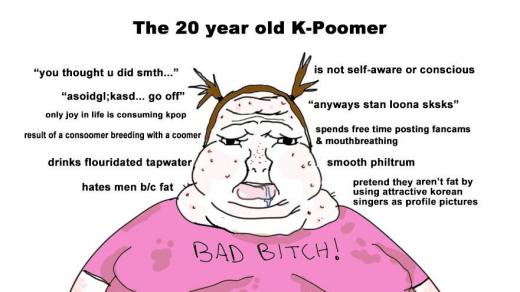 The 20 year old K-Poomer
“you thought u did smth...”
is not self-aware or conscious
“asoidgl;kasd... go off”
“anyways stan loona sksks”
only joy in life is consuming kpop
result of a consoomer breeding with a coomer
spends free time posting fancams
& mouthbreathing
drinks flouridated tapwater
smooth philtrum
hates men b/c fat
pretend they aren’t fat by
using attractive korean
singers as profile pictures
BAD BITCH!